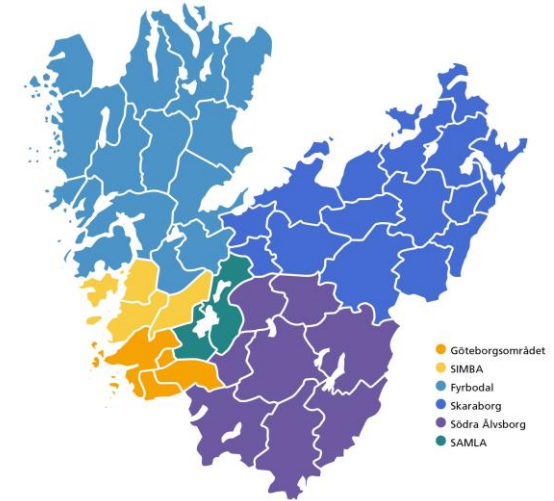 Göteborgsområdet
SIMBA
Fyrbodal
Skaraborg
Södra Älvsborg
SAMLA